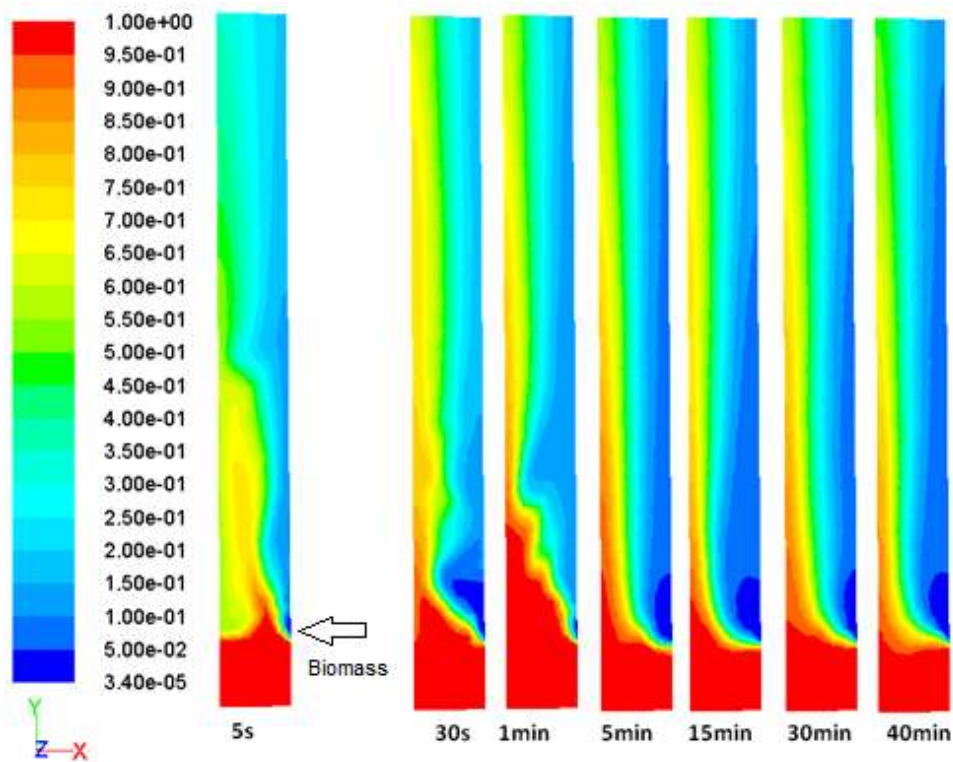 1.00e+00
9.50e-01
9.00e-01
8.50e-01
8.00e-01
7.50e-01
7.00e-01
6.50e-01
6.00e-01
5.50e-01
5.00e-01
4.50e-01
4.00e-01
3.50e-01
3.00e-01
2.50e-01
2.00e-01
1.50e-01
1.00e-01
5.00e-02
3.40e-05
Biomass
Y
Z X
5s 30s 1min 5min 15min 30min 40min